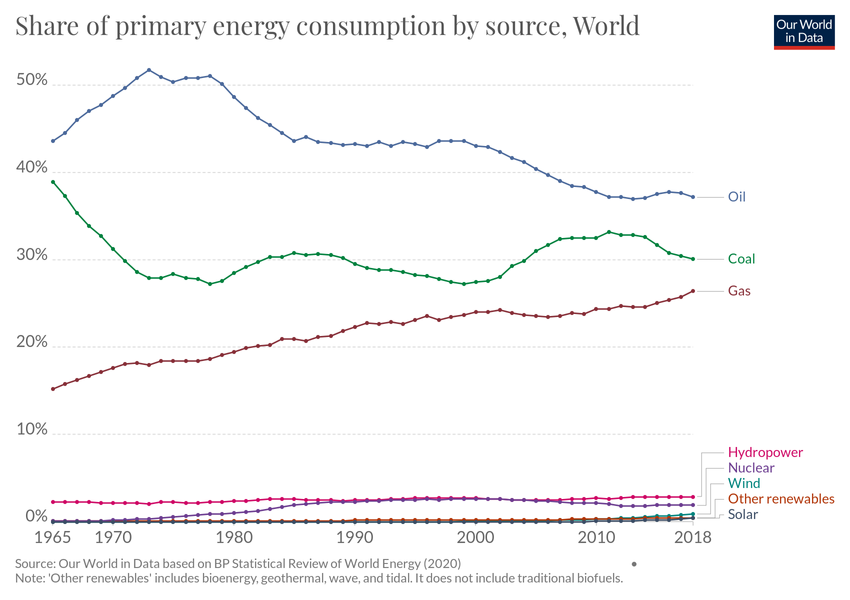 Share of primary energy consumption by source, World
Our World
in Data
50%
40%
30%
20%
10%
0%
Oil
Coal
Gas
Hydropower
Nuclear
Wind
Other renewables
Solar
1965 1970 1980 1990 2000 2010 2018
Source: Our World in Data based on BP Statistical Review of World Energy (2020)
Note: 'Other renewables' includes bioenergy, geothermal, wave, and tidal. It does not include traditional biofuels.